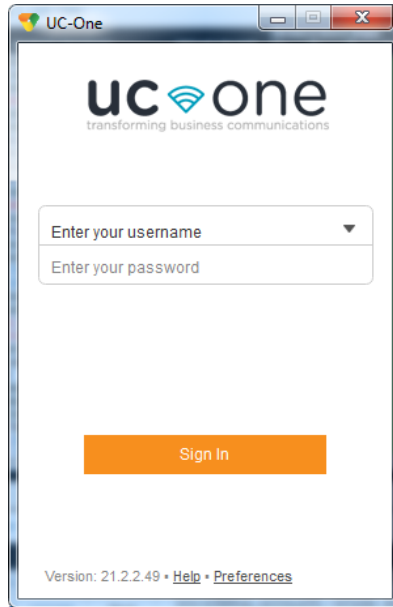 UC-One
uc one
transforming business communications
Enter your username
Enter your password
Sign In
Version: 21.2.2.49 • Help • Preferences